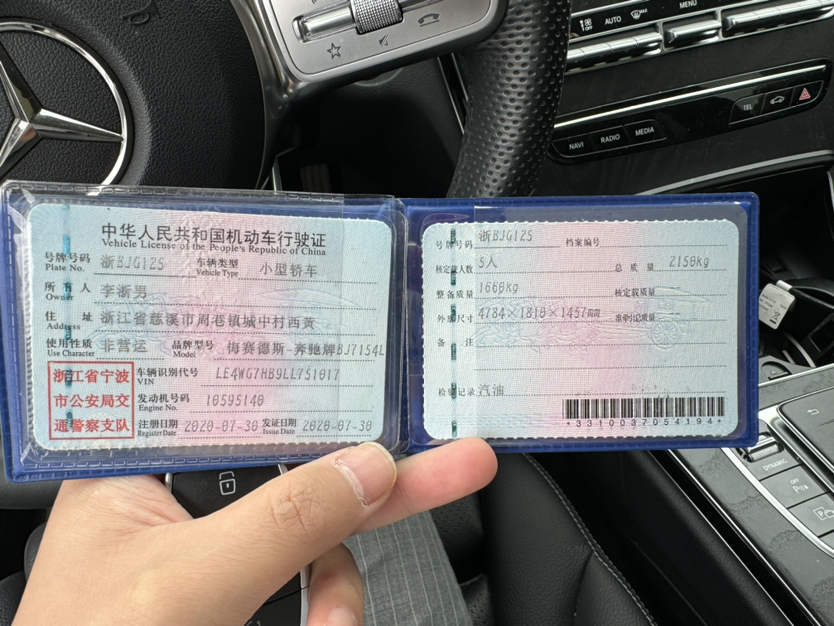 AUTO
MENU
OFF
TEL
NAVI
RADIO
MEDIA
中华人民共和国机动车行驶证
Vehicle License of the People's Republic of China
号牌号码 浙BJG125 车辆类型 小型轿车
Plate No. Vehicle Type
所有人 李浙男
Owner
住址 浙江省慈溪市周巷镇城中村西黄
Address
使用性质 非营运 品牌型号 梅赛德斯-奔驰牌BJ7154L
Use Character Model
浙江省宁波
市公安局交
通警察支队
车辆识别代号 LE4WG7HB9LL751017
VIN
发动机号码 10595140
Engine No.
注册日期 2020-07-30 发证日期 2020-07-30
Register Date Issue Date
号牌号码 浙BJG125 档案编号
核定载人数 5人 总质量 2150kg
整备质量 1660kg 核定载质量
外廓尺寸 4784×1810×1457 准牵引总质量
备注
检验记录 汽油
*3310037054194*
DYNAMIC
OFF